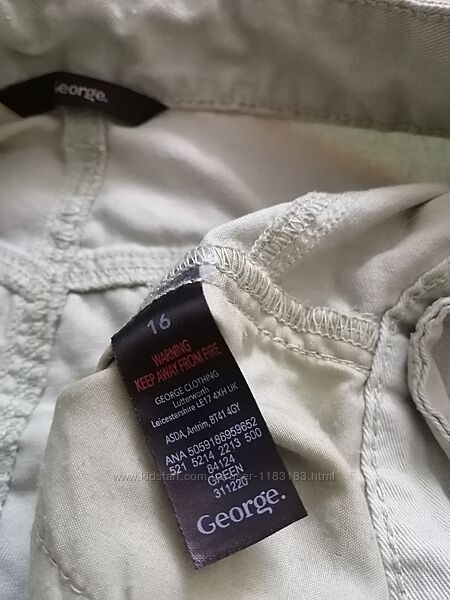 George.
16
WARNING
KEEP AWAY FROM FIRE
GEORGE CLOTHING
Lutterworth
Leicestershire LE17 4XH UK
ASDA, Antrim, BT41 4GY
ANA 5059186959652
521 5214 2213 500
84124
GREEN
311220
George.